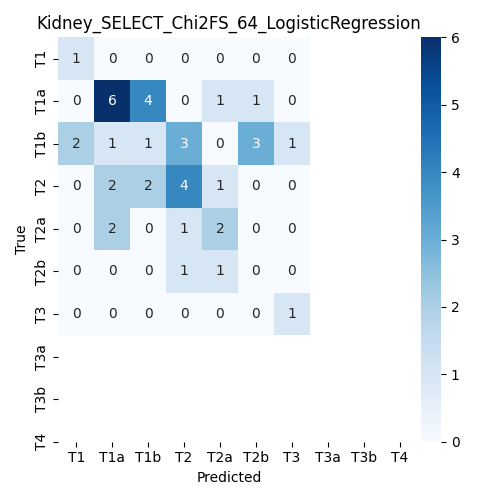 Kidney_SELECT_Chi2FS_64_LogisticRegression
T1 1 0 0 0 0 0 0
T1a 0 6 4 0 1 1 0
T1b 2 1 1 3 0 3 1
T2 0 2 2 4 1 0 0
T2a 0 2 0 1 2 0 0
T2b 0 0 0 1 1 0 0
T3 0 0 0 0 0 0 1
T3a
T3b
T4
True
T1 T1a T1b T2 T2a T2b T3 T3a T3b T4
Predicted
6
5
4
3
2
1
0